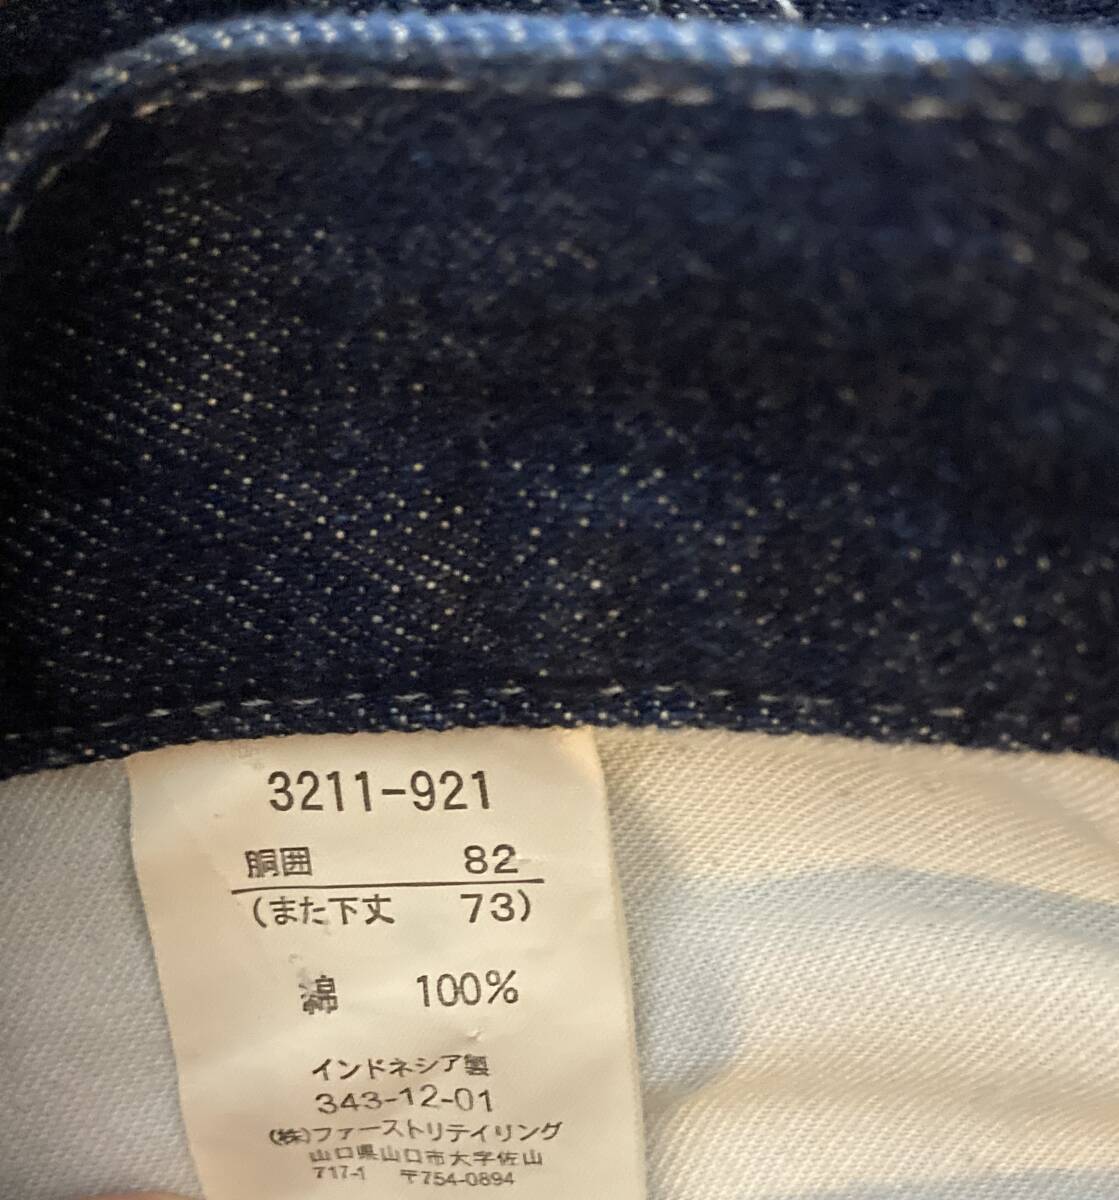 3211-921
胴囲 82
(また下丈 73)
綿 100%
インドネシア製
343-12-01
(株)ファーストリテイリング
山口県山口市大字佐山
717-1 〒754-0894